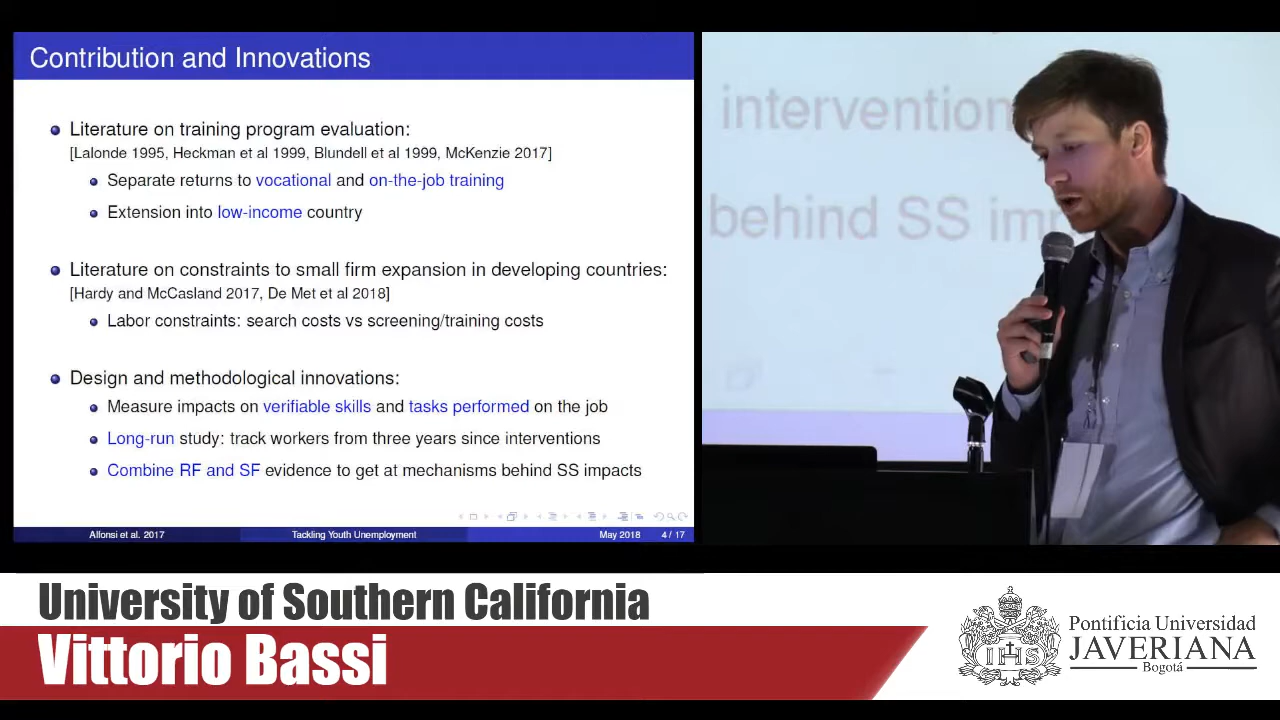 Contribution and Innovations
Literature on training program evaluation:
[Lalonde 1995, Heckman et al 1999, Blundell et al 1999, McKenzie 2017]
Separate returns to vocational and on-the-job training
Extension into low-income country
Literature on constraints to small firm expansion in developing countries:
[Hardy and McCasland 2017, De Met et al 2018]
Labor constraints: search costs vs screening/training costs
Design and methodological innovations:
Measure impacts on verifiable skills and tasks performed on the job
Long-run study: track workers from three years since interventions
Combine RF and SF evidence to get at mechanisms behind SS impacts
Alfonsi et al. 2017 Tackling Youth Unemployment May 2018 4 / 17
intervention
behind SS im
University of Southern California
Vittorio Bassi
IHS
Pontificia Universidad
JAVERIANA
Bogotá